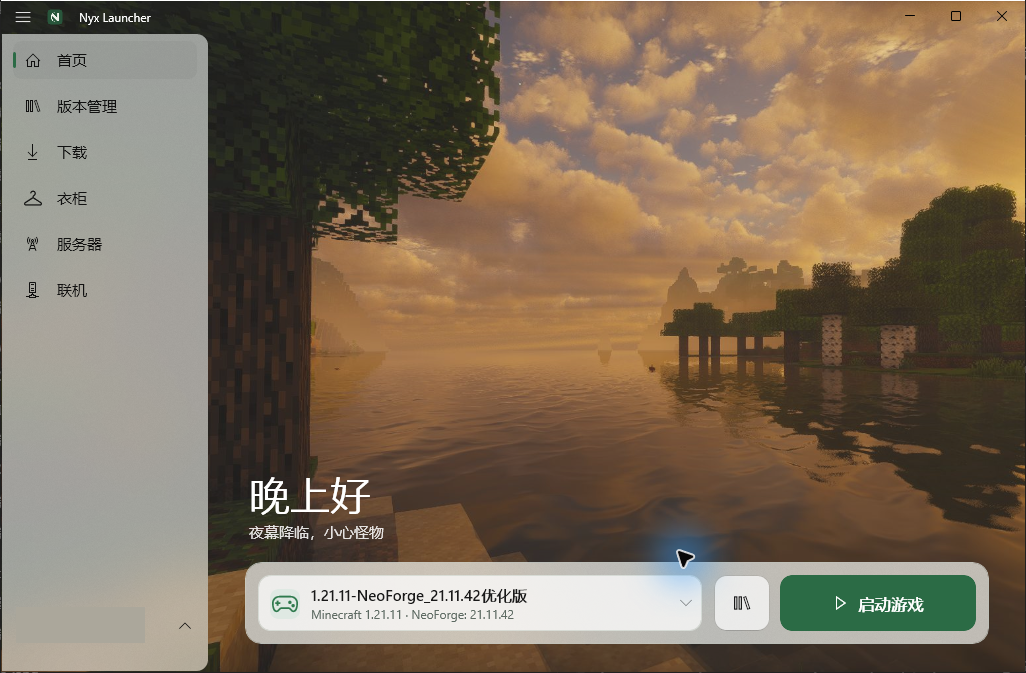 Nyx Launcher
首页
版本管理
下载
衣柜
服务器
联机
晚上好
夜幕降临，小心怪物
1.21.11-NeoForge_21.11.42优化版
Minecraft 1.21.11 · NeoForge: 21.11.42
启动游戏